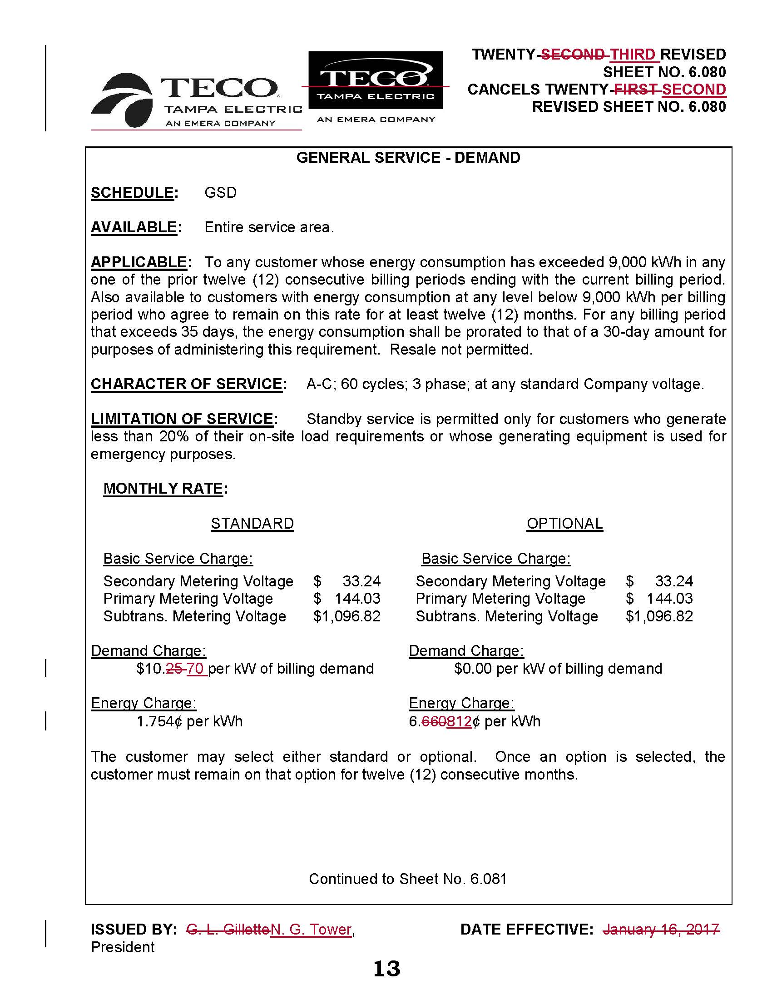 TWENTY-SECOND THIRD REVISED
SHEET NO. 6.080
CANCELS TWENTY-FIRST SECOND
REVISED SHEET NO. 6.080
TECO®
TAMPA ELECTRIC
AN EMERA COMPANY
TECO®
TAMPA ELECTRIC
AN EMERA COMPANY
GENERAL SERVICE - DEMAND
SCHEDULE: GSD
AVAILABLE: Entire service area.
APPLICABLE: To any customer whose energy consumption has exceeded 9,000 kWh in any
one of the prior twelve (12) consecutive billing periods ending with the current billing period.
Also available to customers with energy consumption at any level below 9,000 kWh per billing
period who agree to remain on this rate for at least twelve (12) months. For any billing period
that exceeds 35 days, the energy consumption shall be prorated to that of a 30-day amount for
purposes of administering this requirement. Resale not permitted.
CHARACTER OF SERVICE: A-C; 60 cycles; 3 phase; at any standard Company voltage.
LIMITATION OF SERVICE: Standby service is permitted only for customers who generate
less than 20% of their on-site load requirements or whose generating equipment is used for
emergency purposes.
MONTHLY RATE:
STANDARD OPTIONAL
Basic Service Charge: Basic Service Charge:
Secondary Metering Voltage $ 33.24 Secondary Metering Voltage $ 33.24
Primary Metering Voltage $ 144.03 Primary Metering Voltage $ 144.03
Subtrans. Metering Voltage $1,096.82 Subtrans. Metering Voltage $1,096.82
Demand Charge: Demand Charge:
$10.25 70 per kW of billing demand $0.00 per kW of billing demand
Energy Charge: Energy Charge:
1.754¢ per kWh 6.660812¢ per kWh
The customer may select either standard or optional. Once an option is selected, the
customer must remain on that option for twelve (12) consecutive months.
Continued to Sheet No. 6.081
ISSUED BY: G. L. GilletteN. G. Tower, DATE EFFECTIVE: January 16, 2017
President
13